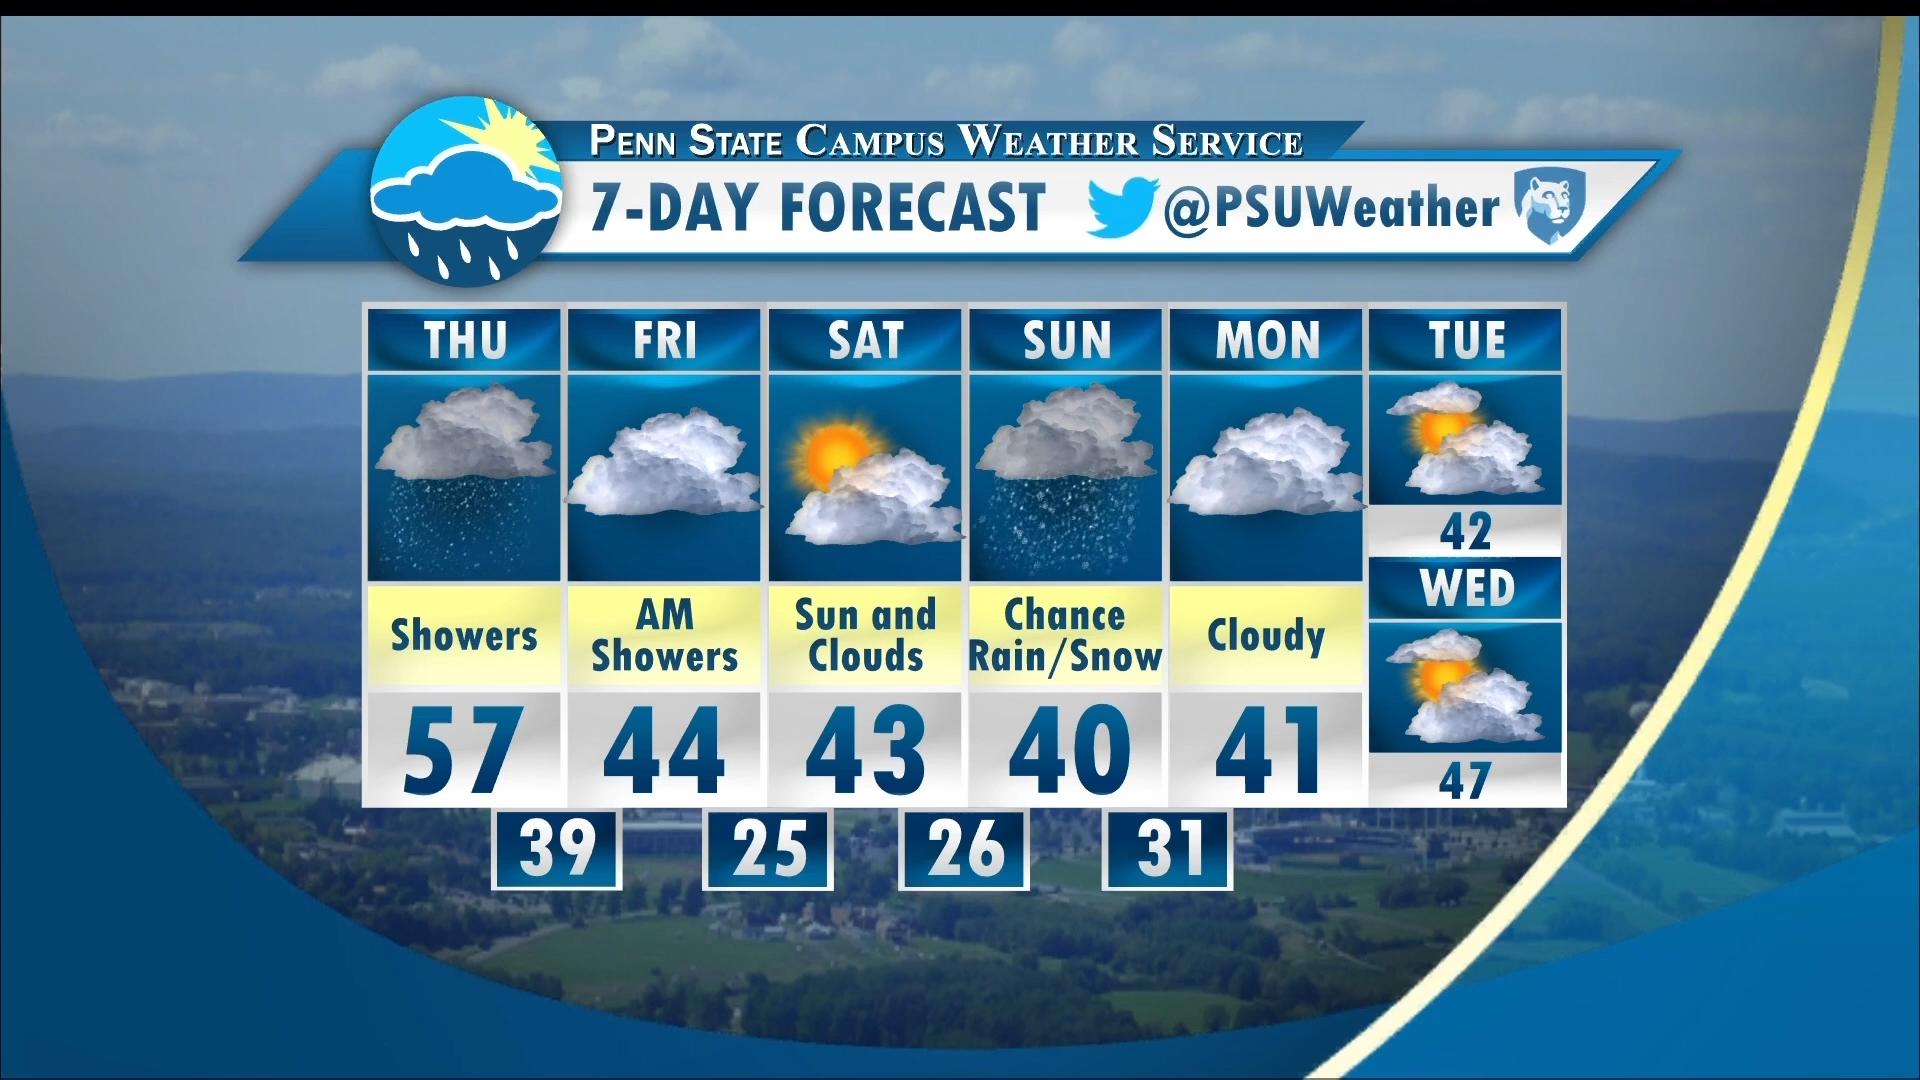 PENN STATE CAMPUS WEATHER SERVICE
7-DAY FORECAST @PSUWeather
THU FRI SAT SUN MON TUE
42
WED
Showers
AM
Showers
Sun and
Clouds
Chance
Rain/Snow
Cloudy
57 44 43 40 41 47
39 25 26 31